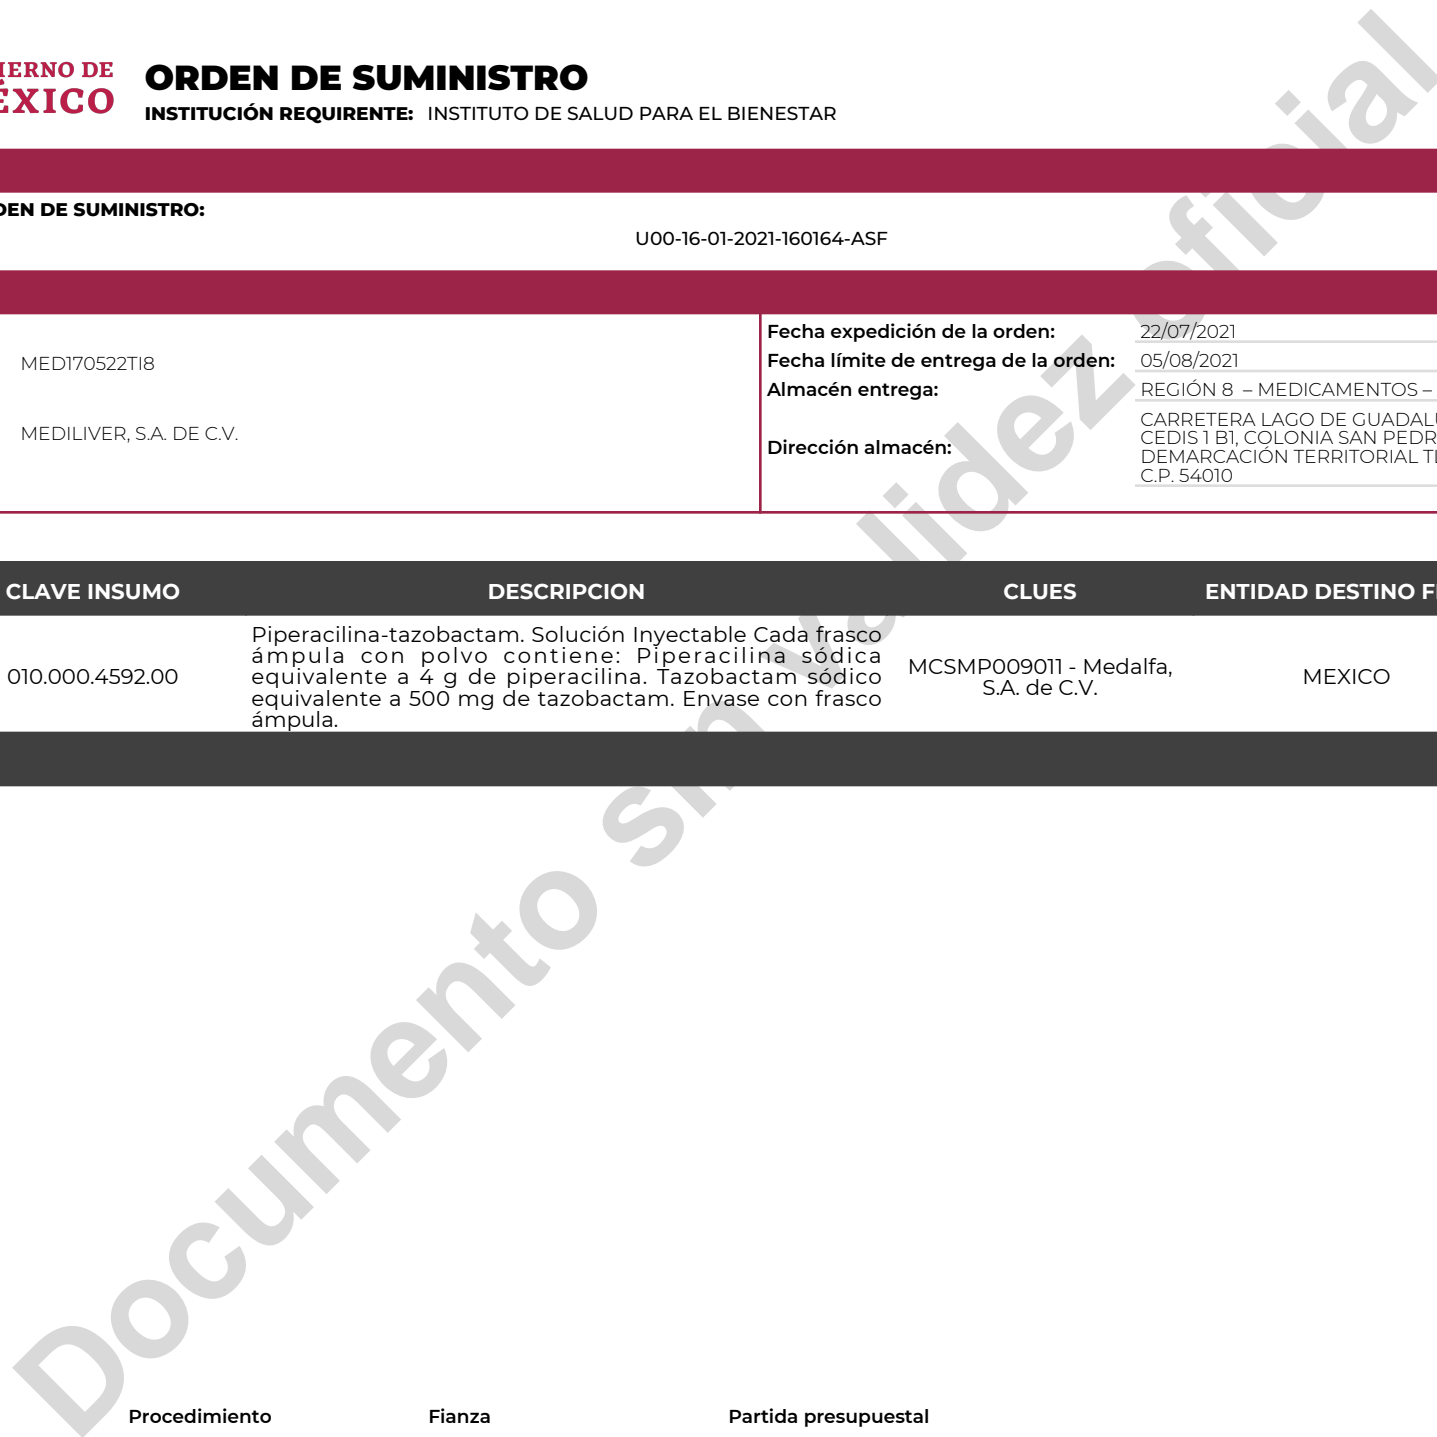 IERNO DE
ÉXICO
ORDEN DE SUMINISTRO
INSTITUCIÓN REQUIRENTE: INSTITUTO DE SALUD PARA EL BIENESTAR
DEN DE SUMINISTRO:
U00-16-01-2021-160164-ASF
MED170522TI8
MEDILIVER, S.A. DE C.V.
Fecha expedición de la orden: 22/07/2021
Fecha límite de entrega de la orden: 05/08/2021
Almacén entrega: REGIÓN 8 – MEDICAMENTOS –
Dirección almacén:
CARRETERA LAGO DE GUADALU
CEDIS 1 B1, COLONIA SAN PEDR
DEMARCACIÓN TERRITORIAL TL
C.P. 54010
CLAVE INSUMO DESCRIPCION CLUES ENTIDAD DESTINO FI
010.000.4592.00
Piperacilina-tazobactam. Solución Inyectable Cada frasco
ámpula con polvo contiene: Piperacilina sódica
equivalente a 4 g de piperacilina. Tazobactam sódico
equivalente a 500 mg de tazobactam. Envase con frasco
ámpula.
MCSMP009011 - Medalfa,
S.A. de C.V.
MEXICO
Documento sin validez oficial
Procedimiento Fianza Partida presupuestal